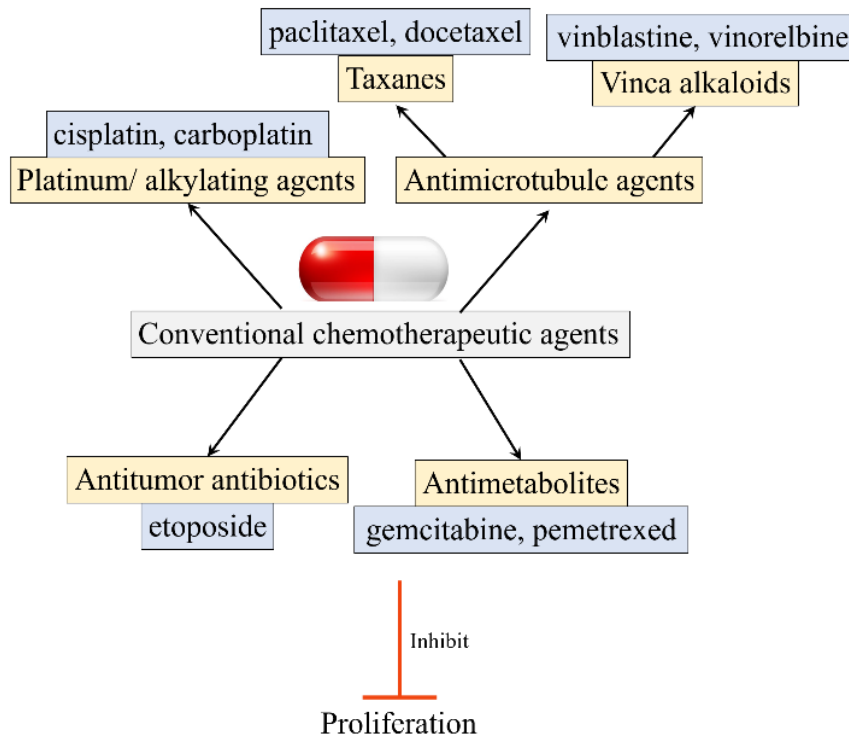 paclitaxel, docetaxel
Taxanes
vinblastine, vinorelbine
Vinca alkaloids
cisplatin, carboplatin
Platinum/ alkylating agents
Antimicrotubule agents
Conventional chemotherapeutic agents
Antitumor antibiotics
etoposide
Antimetabolites
gemcitabine, pemetrexed
Inhibit
Proliferation